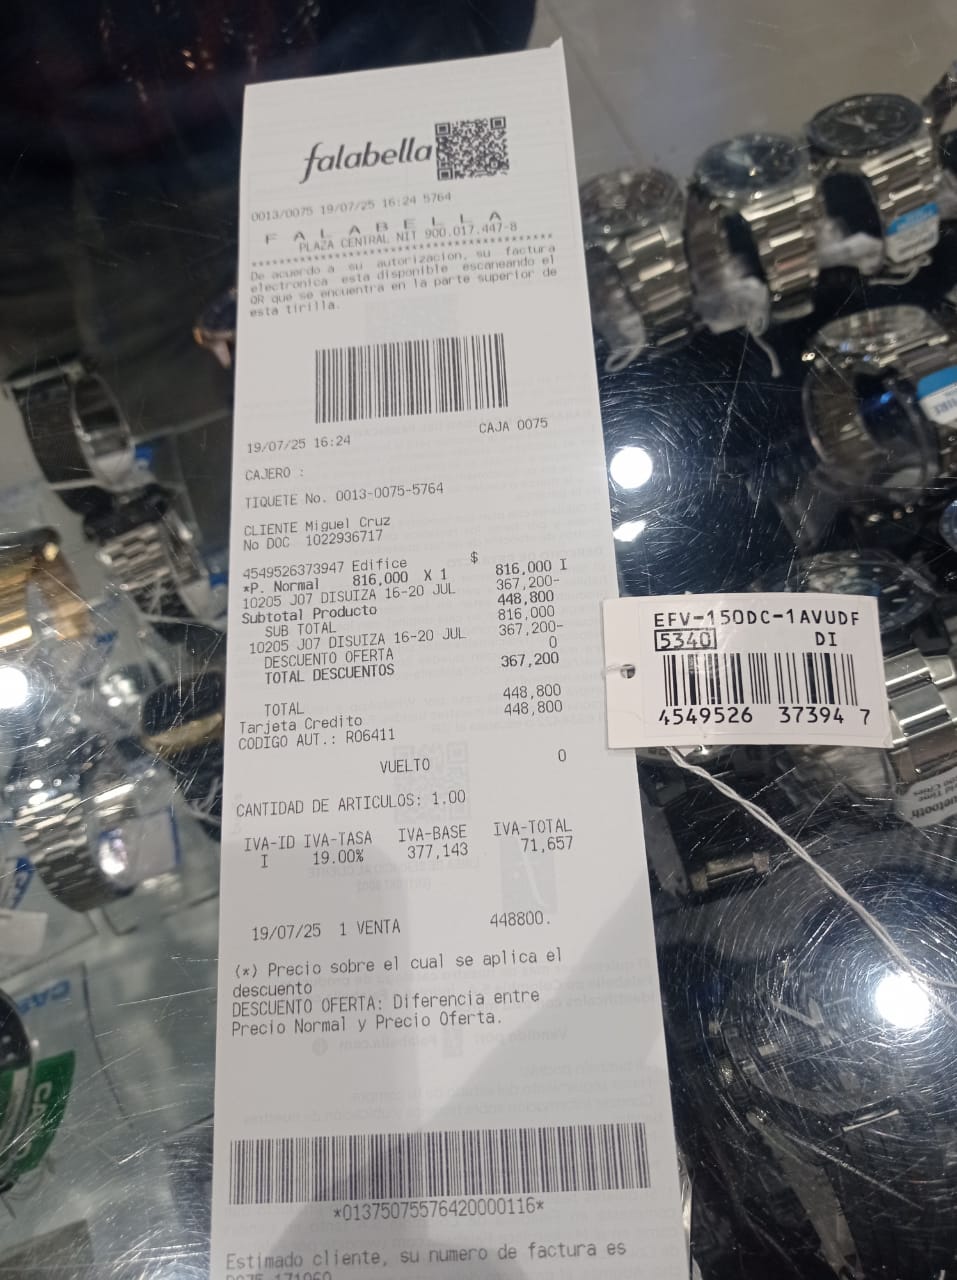 falabella
0013/0075 19/07/25 16:24 5764
F A L A B E L L A
PLAZA CENTRAL NIT 900.017.447-8
De acuerdo a su autorizacion, su factura
electronica esta disponible escaneando el
QR que se encuentra en la parte superior de
esta tirilla.
19/07/25 16:24 CAJA 0075
CAJERO :
TIQUETE No. 0013-0075-5764
CLIENTE Miguel Cruz
No DOC 1022936717
$
4549526373947 Edifice 816,000 I
*P. Normal 816,000 X 1
10205 J07 DISUIZA 16-20 JUL 367,200-
Subtotal Producto 448,800
SUB TOTAL 816,000
10205 J07 DISUIZA 16-20 JUL 367,200-
DESCUENTO OFERTA 0
TOTAL DESCUENTOS 367,200
TOTAL 448,800
Tarjeta Credito 448,800
CODIGO AUT.: R06411
VUELTO 0
CANTIDAD DE ARTICULOS: 1.00
IVA-ID IVA-TASA IVA-BASE IVA-TOTAL
I 19.00% 377,143 71,657
19/07/25 1 VENTA 448800.
(*) Precio sobre el cual se aplica el
descuento
DESCUENTO OFERTA: Diferencia entre
Precio Normal y Precio Oferta.
*01375075576420000116*
Estimado cliente, su numero de factura es
EFV-150DC-1AVUDF
5340 DI
4549526 37394 7